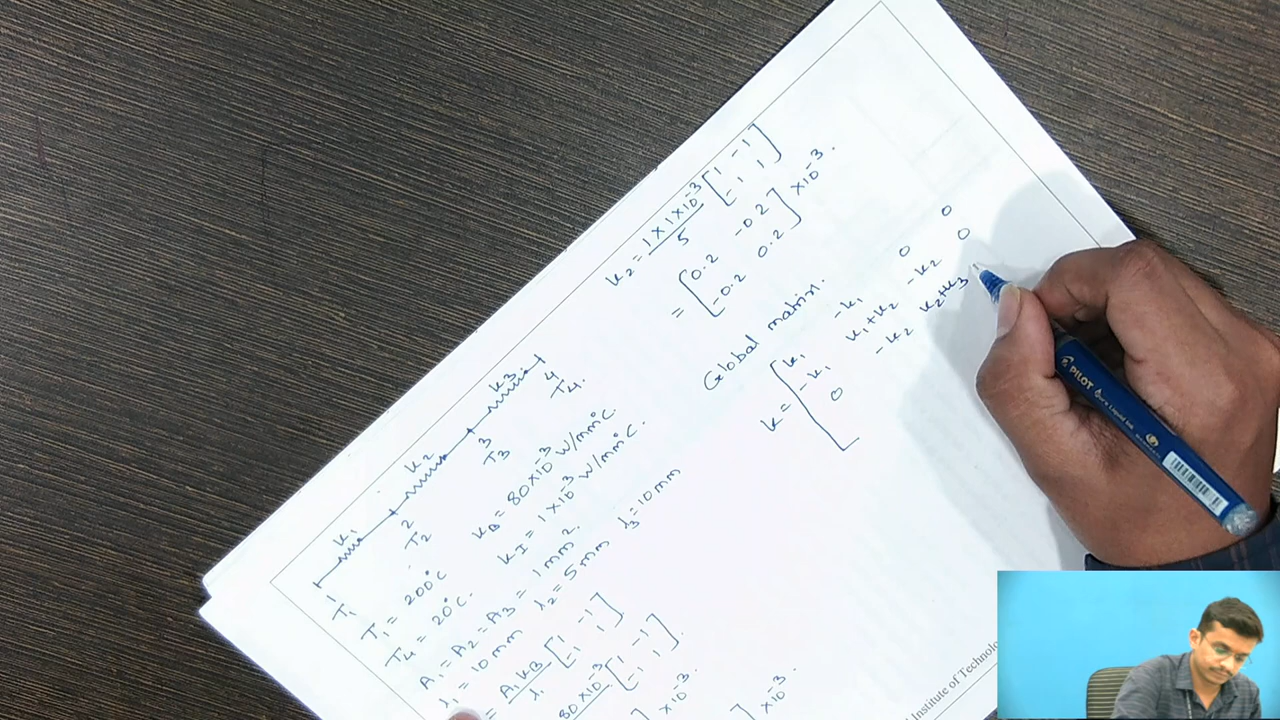 k1 k2 k3
1 2 3 4
T1 T2 T3 T4.
T1 = 200°C
T4 = 20°C.
kB = 80×10^-3 W/mm°C.
kI = 1×10^-3 W/mm°C.
A1 = A2 = A3 = 1mm2.
l1 = 10mm l2 = 5mm l3 = 10mm
= A1kB/l1 [1 -1
-1 1]
80×10^-3 [1 -1
-1 1].
] ×10^-3
] ×10^-3.
k2 = 1×1×10^-3/5 [1 -1
-1 1]
= [0.2 -0.2
-0.2 0.2] ×10^-3.
Global matrix.
k = [k1 -k1 0 0
-k1 k1+k2 -k2 0
0 -k2 k2+k3
PILOT
Institute of Technolo